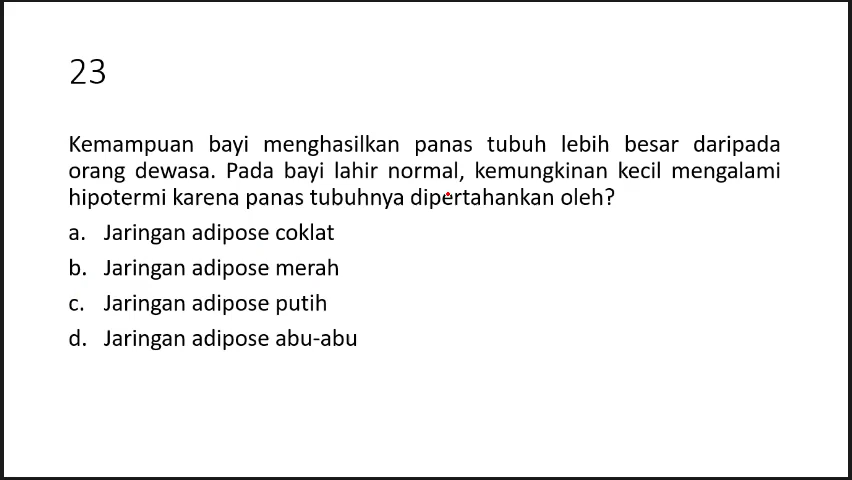 23
Kemampuan bayi menghasilkan panas tubuh lebih besar daripada
orang dewasa. Pada bayi lahir normal, kemungkinan kecil mengalami
hipotermi karena panas tubuhnya dipertahankan oleh?
a. Jaringan adipose coklat
b. Jaringan adipose merah
c. Jaringan adipose putih
d. Jaringan adipose abu-abu